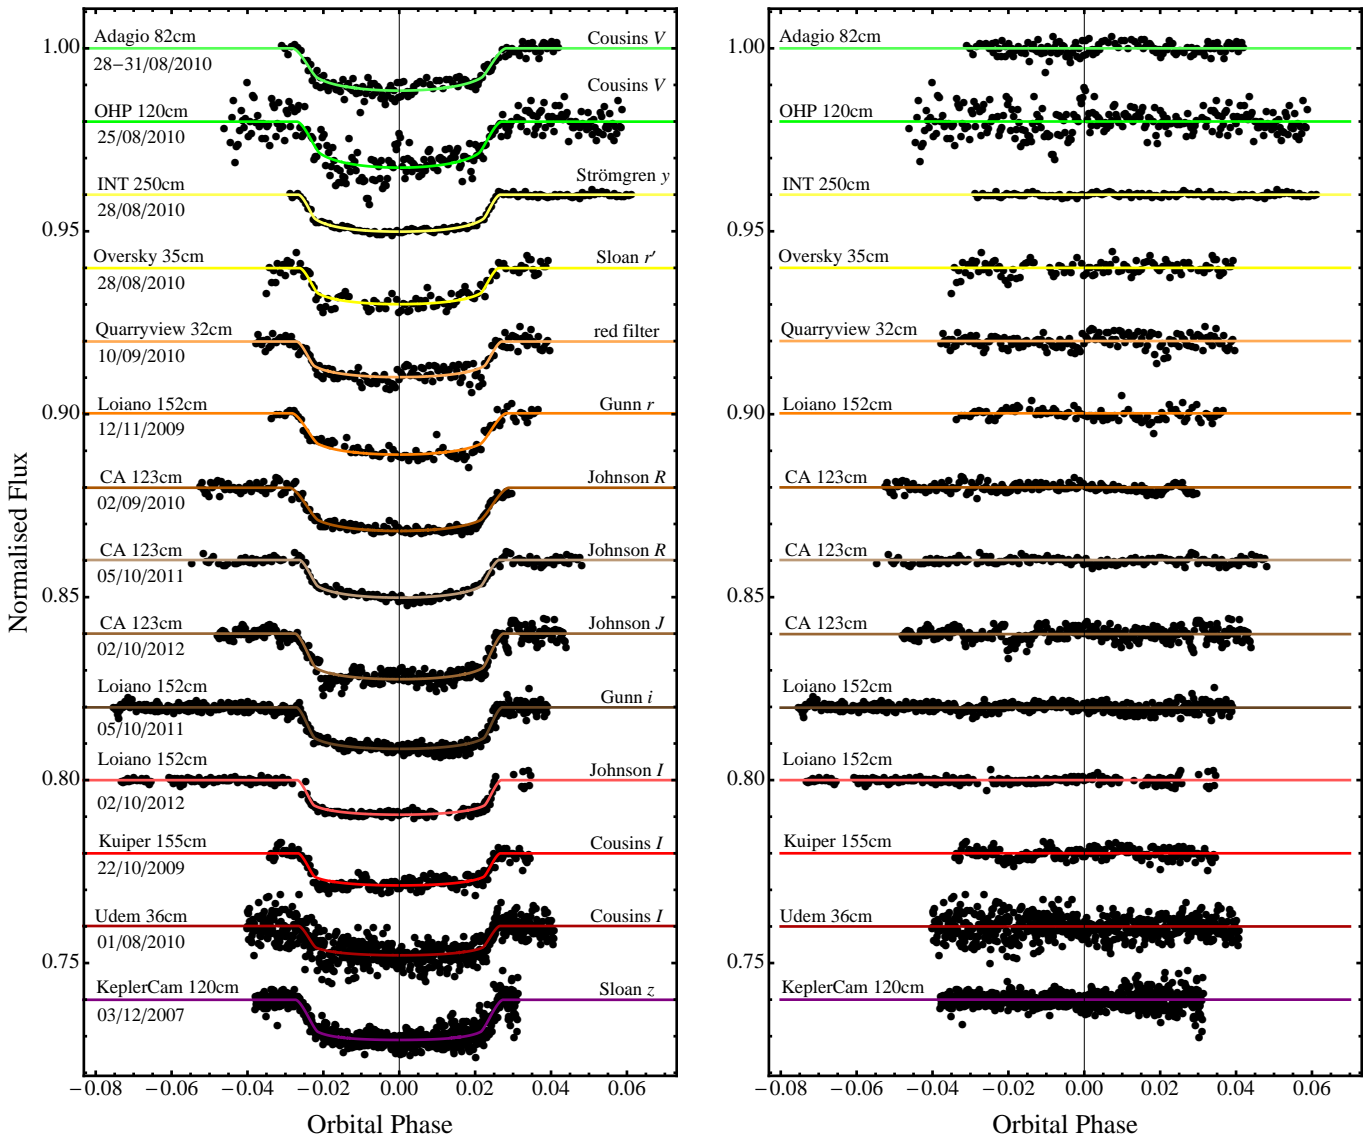 Normalised Flux
1.00
0.95
0.90
0.85
0.80
0.75
Adagio 82cm
28−31/08/2010
Cousins V
Cousins V
OHP 120cm
25/08/2010
INT 250cm
28/08/2010
Strömgren y
Oversky 35cm
28/08/2010
Sloan r'
Quarryview 32cm
10/09/2010
red filter
Loiano 152cm
12/11/2009
Gunn r
CA 123cm
02/09/2010
Johnson R
CA 123cm
05/10/2011
Johnson R
CA 123cm
02/10/2012
Johnson J
Loiano 152cm
05/10/2011
Gunn i
Loiano 152cm
02/10/2012
Johnson I
Kuiper 155cm
22/10/2009
Cousins I
Udem 36cm
01/08/2010
Cousins I
KeplerCam 120cm
03/12/2007
Sloan z
−0.08 −0.06 −0.04 −0.02 0.00 0.02 0.04 0.06
Orbital Phase
1.00
0.95
0.90
0.85
0.80
0.75
Adagio 82cm
OHP 120cm
INT 250cm
Oversky 35cm
Quarryview 32cm
Loiano 152cm
CA 123cm
CA 123cm
CA 123cm
Loiano 152cm
Loiano 152cm
Kuiper 155cm
Udem 36cm
KeplerCam 120cm
−0.08 −0.06 −0.04 −0.02 0.00 0.02 0.04 0.06
Orbital Phase